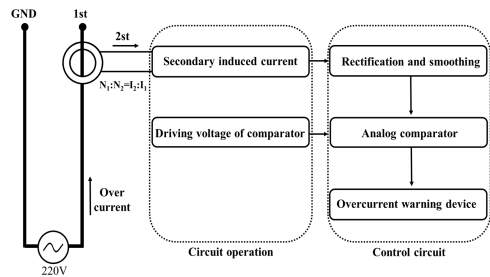 GND 1st
2st
N1:N2=I2:I1
Over
current
220V
Secondary induced current
Driving voltage of comparator
Circuit operation
Rectification and smoothing
Analog comparator
Overcurrent warning device
Control circuit